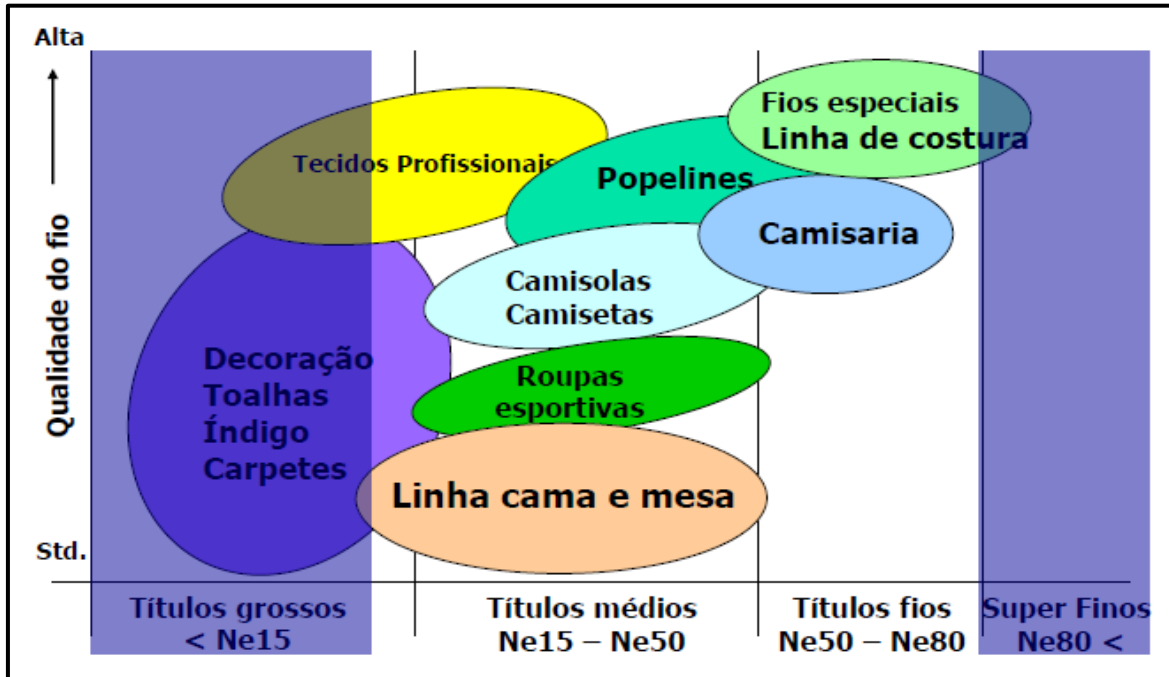 Alta
Qualidade do fio
Std.
Tecidos Profissionais
Fios especiais
Linha de costura
Popelines
Camisaria
Camisolas
Camisetas
Decoração
Toalhas
Índigo
Carpetes
Roupas
esportivas
Linha cama e mesa
Títulos grossos
< Ne15
Títulos médios
Ne15 – Ne50
Títulos fios
Ne50 – Ne80
Super Finos
Ne80 <